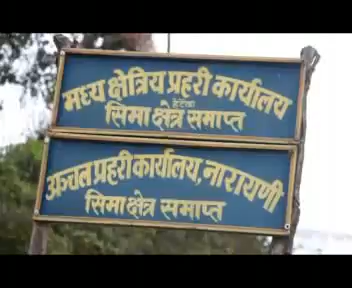 मध्य क्षेत्रिय प्रहरी कार्यालय
हेटौंडा
सिमा क्षेत्र समाप्त
अञ्चल प्रहरी कार्यालय, नारायणी
सिमा क्षेत्र समाप्त